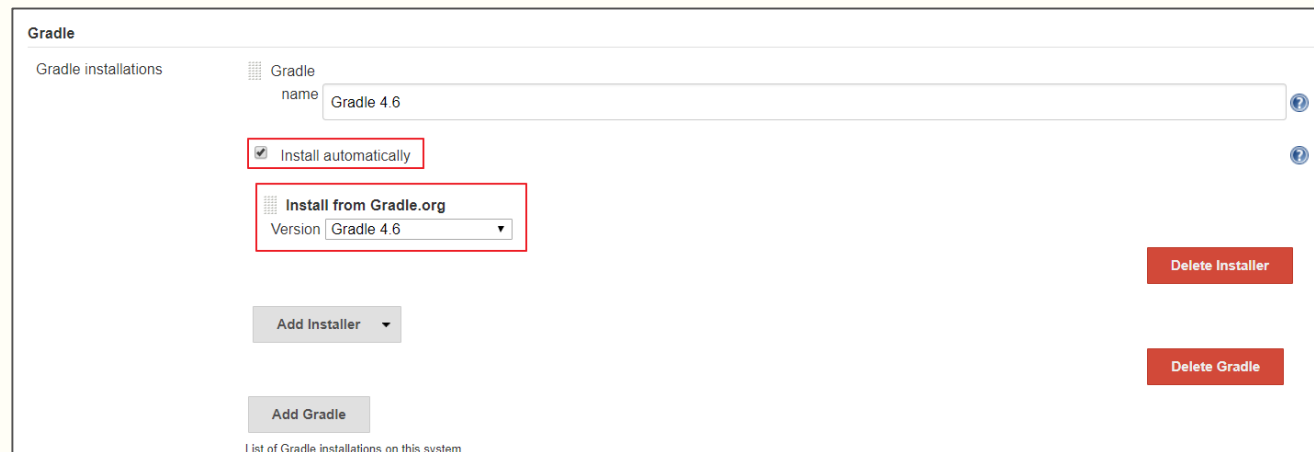 Gradle
Gradle installations
Gradle
name
Gradle 4.6
Install automatically
Install from Gradle.org
Version Gradle 4.6
Delete Installer
Add Installer
Delete Gradle
Add Gradle
List of Gradle installations on this system